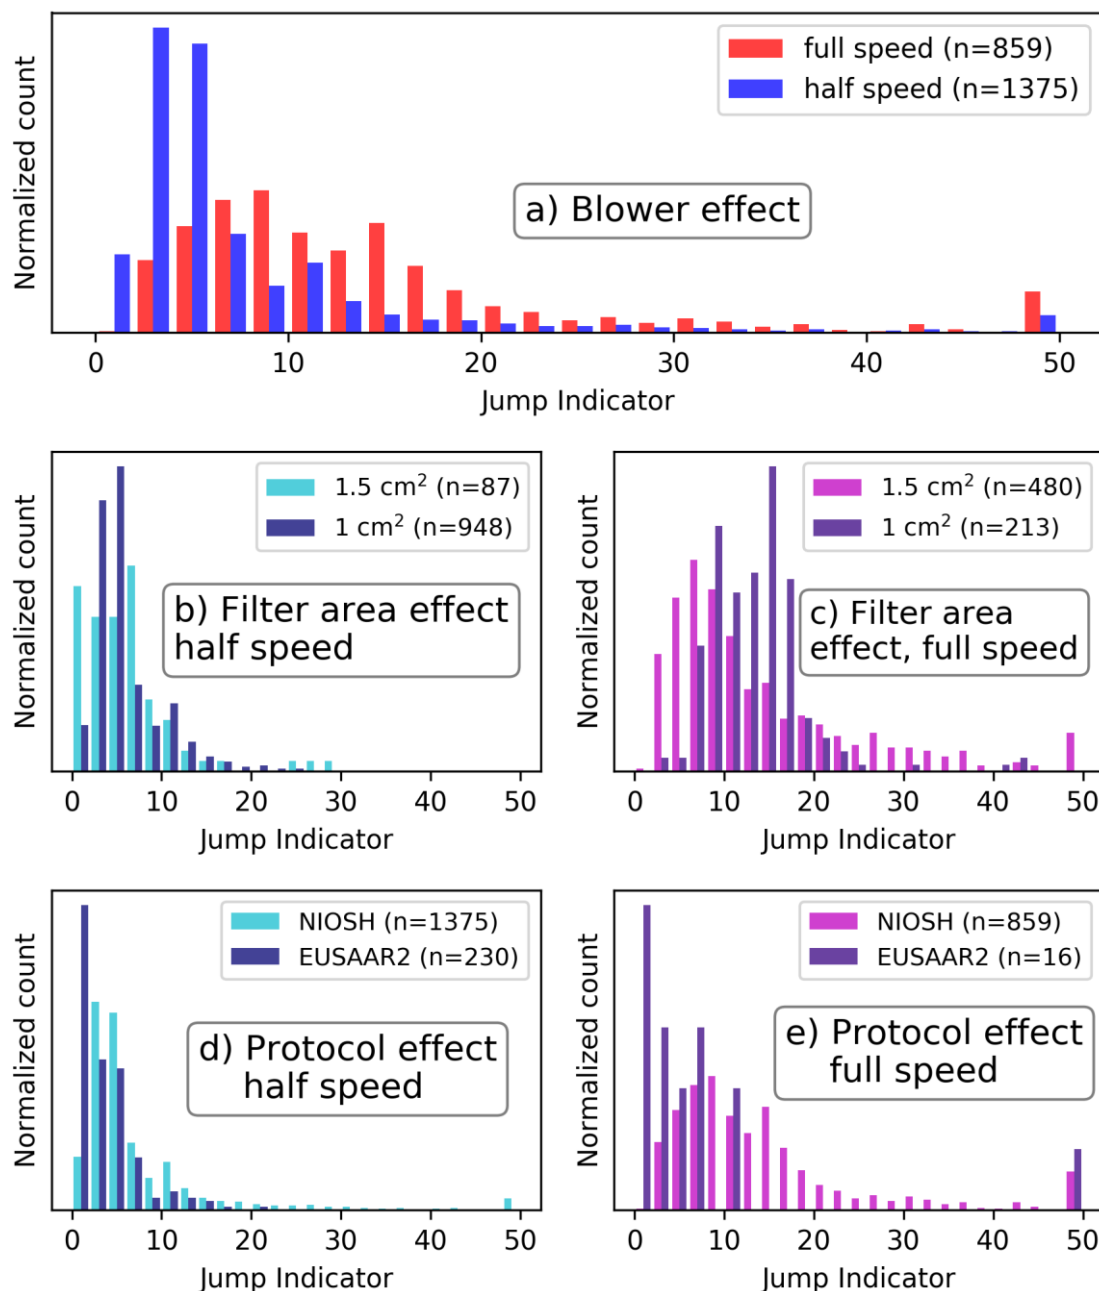 full speed (n=859)
half speed (n=1375)
a) Blower effect
Normalized count
0 10 20 30 40 50
Jump Indicator
1.5 cm² (n=87)
1 cm² (n=948)
b) Filter area effect
half speed
Normalized count
0 10 20 30 40 50
Jump Indicator
1.5 cm² (n=480)
1 cm² (n=213)
c) Filter area
effect, full speed
Normalized count
0 10 20 30 40 50
Jump Indicator
NIOSH (n=1375)
EUSAAR2 (n=230)
d) Protocol effect
half speed
Normalized count
0 10 20 30 40 50
Jump Indicator
NIOSH (n=859)
EUSAAR2 (n=16)
e) Protocol effect
full speed
Normalized count
0 10 20 30 40 50
Jump Indicator